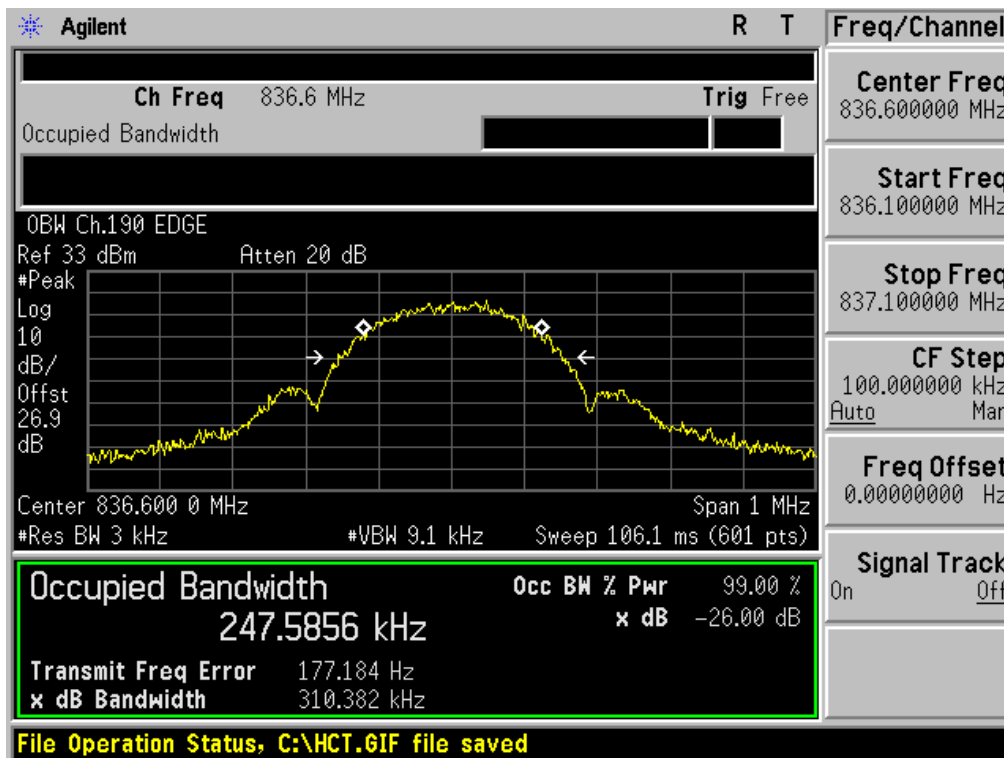 Agilent R T Freq/Channel
Ch Freq 836.6 MHz Trig Free
Occupied Bandwidth
Center Freq
836.600000 MHz
Start Freq
836.100000 MHz
Stop Freq
837.100000 MHz
CF Step
100.000000 kHz
Auto Man
Freq Offset
0.00000000 Hz
Signal Track
On Off
OBW Ch.190 EDGE
Ref 33 dBm Atten 20 dB
#Peak
Log
10
dB/
Offst
26.9
dB
Center 836.600 0 MHz Span 1 MHz
#Res BW 3 kHz #VBW 9.1 kHz Sweep 106.1 ms (601 pts)
Occupied Bandwidth Occ BW % Pwr 99.00 %
247.5856 kHz x dB -26.00 dB
Transmit Freq Error 177.184 Hz
x dB Bandwidth 310.382 kHz
File Operation Status, C:\HCT.GIF file saved